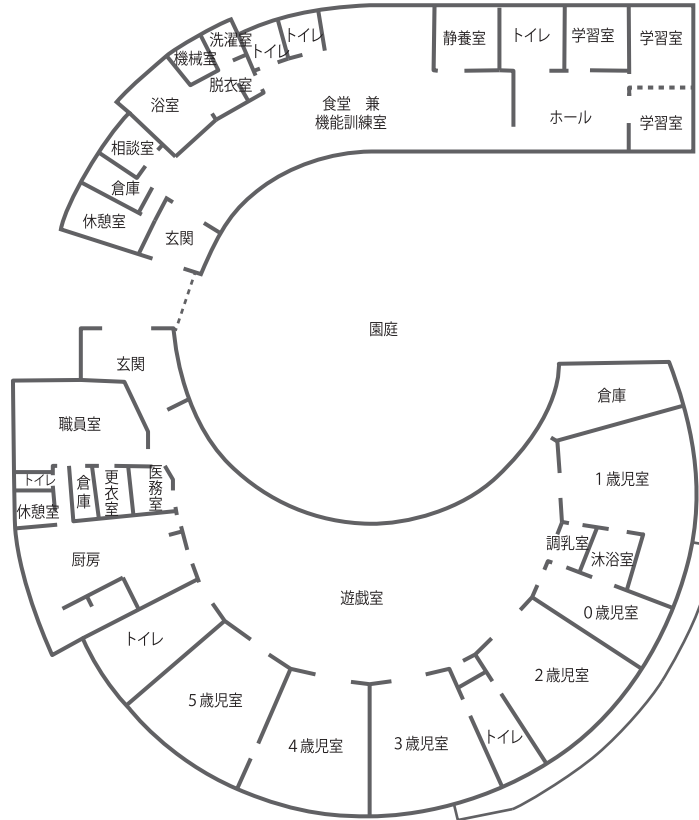 洗濯室
トイレ
トイレ
静養室
トイレ
学習室
学習室
機械室
脱衣室
浴室
食堂　兼
機能訓練室
ホール
学習室
相談室
倉庫
休憩室
玄関
園庭
玄関
倉庫
職員室
トイレ
倉庫
更衣室
医務室
休憩室
1歳児室
調乳室
沐浴室
厨房
遊戯室
0歳児室
トイレ
2歳児室
5歳児室
4歳児室
3歳児室
トイレ